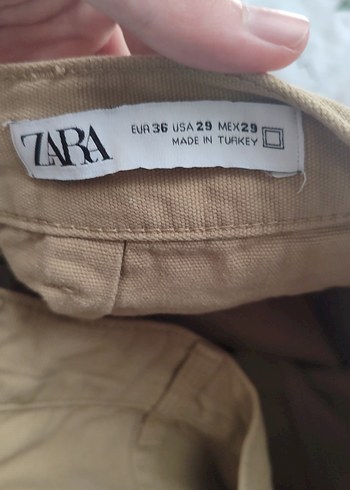 ZARA
EUR 36 USA 29 MEX 29
MADE IN TURKEY